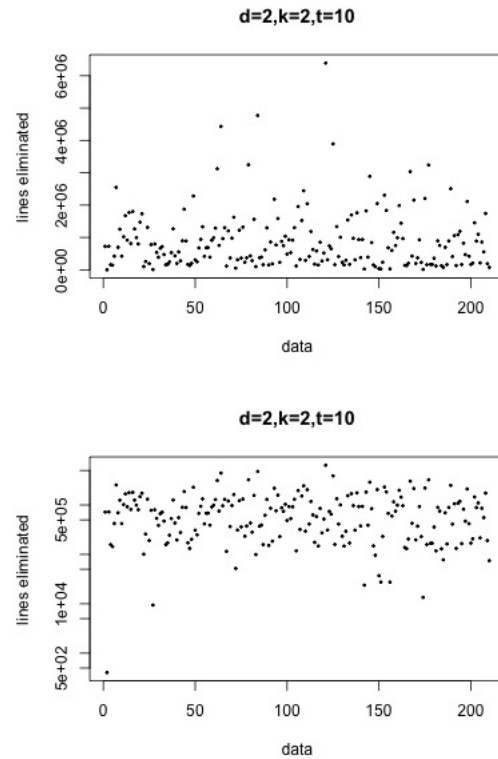 d=2,k=2,t=10
lines eliminated
6e+06
4e+06
2e+06
0e+00
0
50
100
150
200
data
d=2,k=2,t=10
lines eliminated
5e+05
1e+04
5e+02
0
50
100
150
200
data